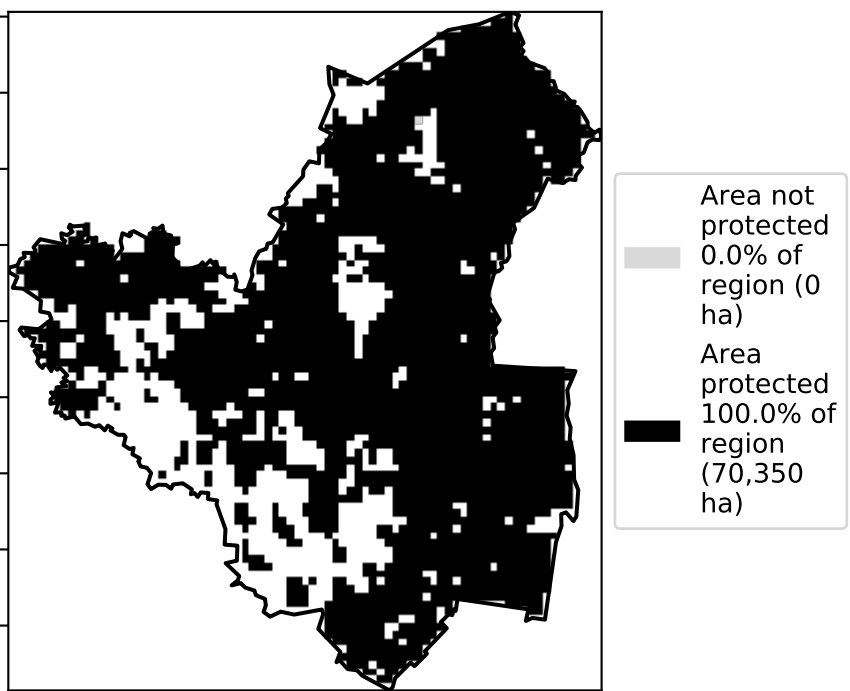 Area not
protected
0.0% of
region (0
ha)
Area
protected
100.0% of
region
(70,350
ha)